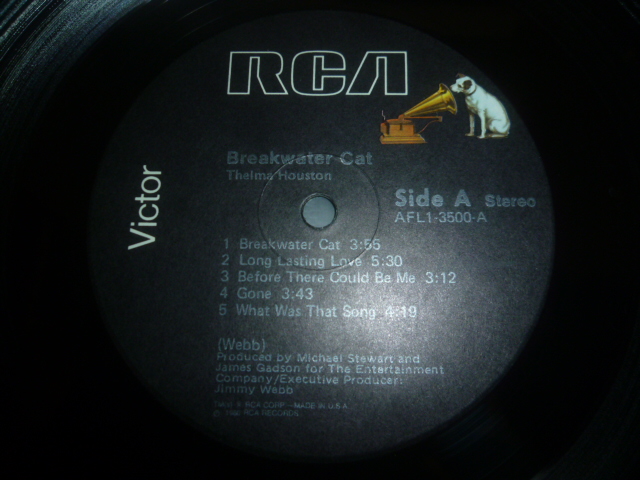 RCA
Victor
Breakwater Cat
Thelma Houston
Side A Stereo
AFL1-3500-A
1 Breakwater Cat 3:55
2 Long Lasting Love 5:30
3 Before There Could Be Me 3:12
4 Gone 3:43
5 What Was That Song 4:19
(Webb)
Produced by Michael Stewart and
James Gadson for The Entertainment
Company/Executive Producer:
Jimmy Webb
RCA CORP.—MADE IN U.S.A.
RCA RECORDS